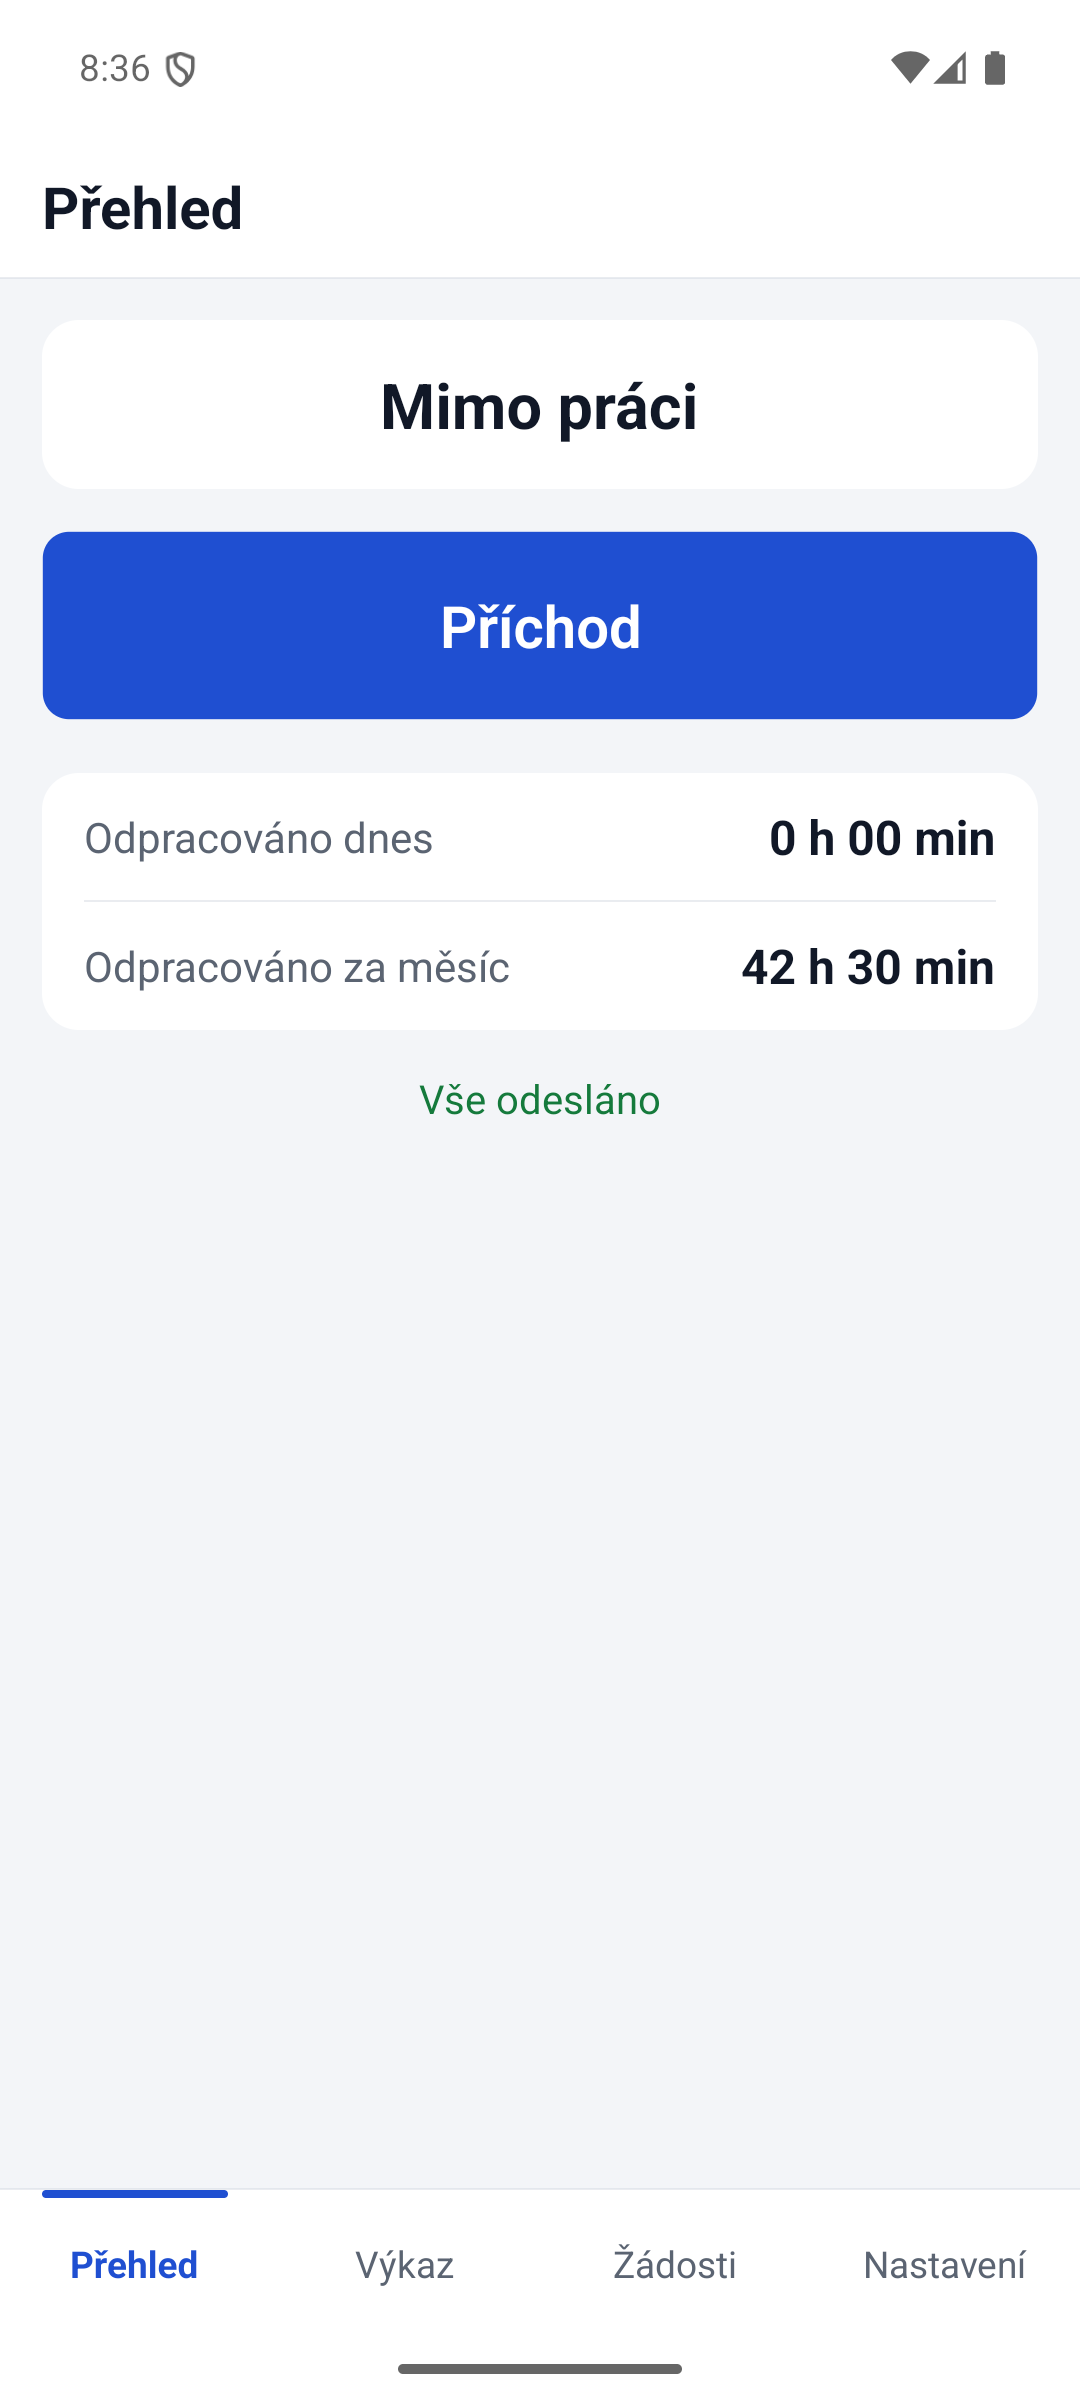 8:36
Přehled
Mimo práci
Příchod
Odpracováno dnes 0 h 00 min
Odpracováno za měsíc 42 h 30 min
Vše odesláno
Přehled Výkaz Žádosti Nastavení